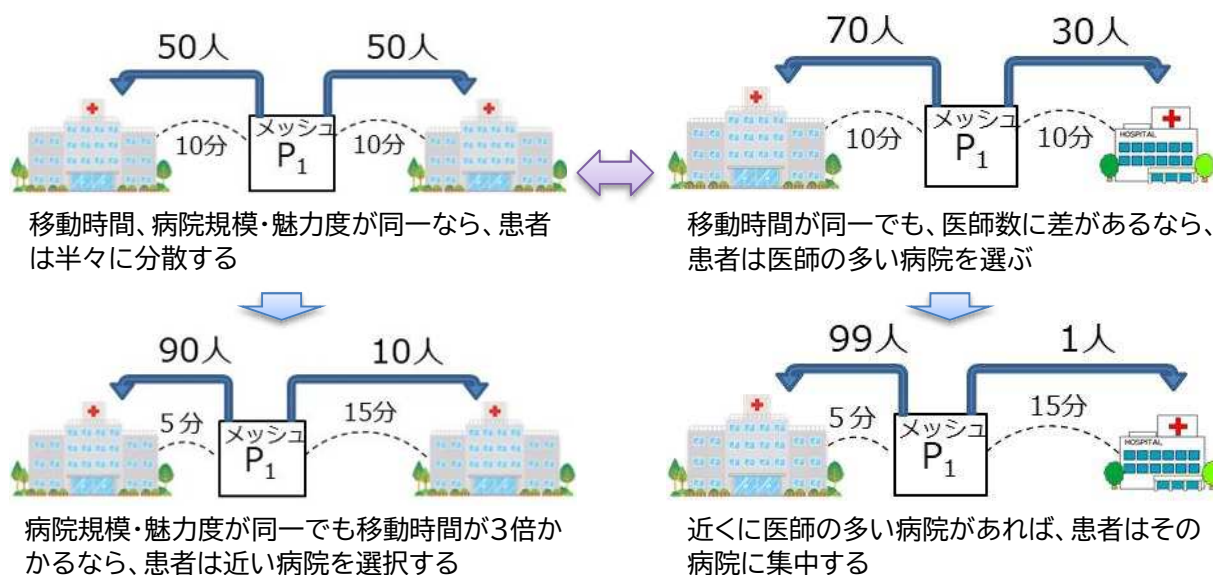 50人 50人
10分 メッシュ 10分
P₁
移動時間、病院規模・魅力度が同一なら、患者
は半々に分散する
70人 30人
10分 メッシュ 10分
P₁
HOSPITAL
移動時間が同一でも、医師数に差があるなら、
患者は医師の多い病院を選ぶ
90人 10人
5分 メッシュ 15分
P₁
病院規模・魅力度が同一でも移動時間が3倍か
かるなら、患者は近い病院を選択する
99人 1人
5分 メッシュ 15分
P₁
HOSPITAL
近くに医師の多い病院があれば、患者はその
病院に集中する